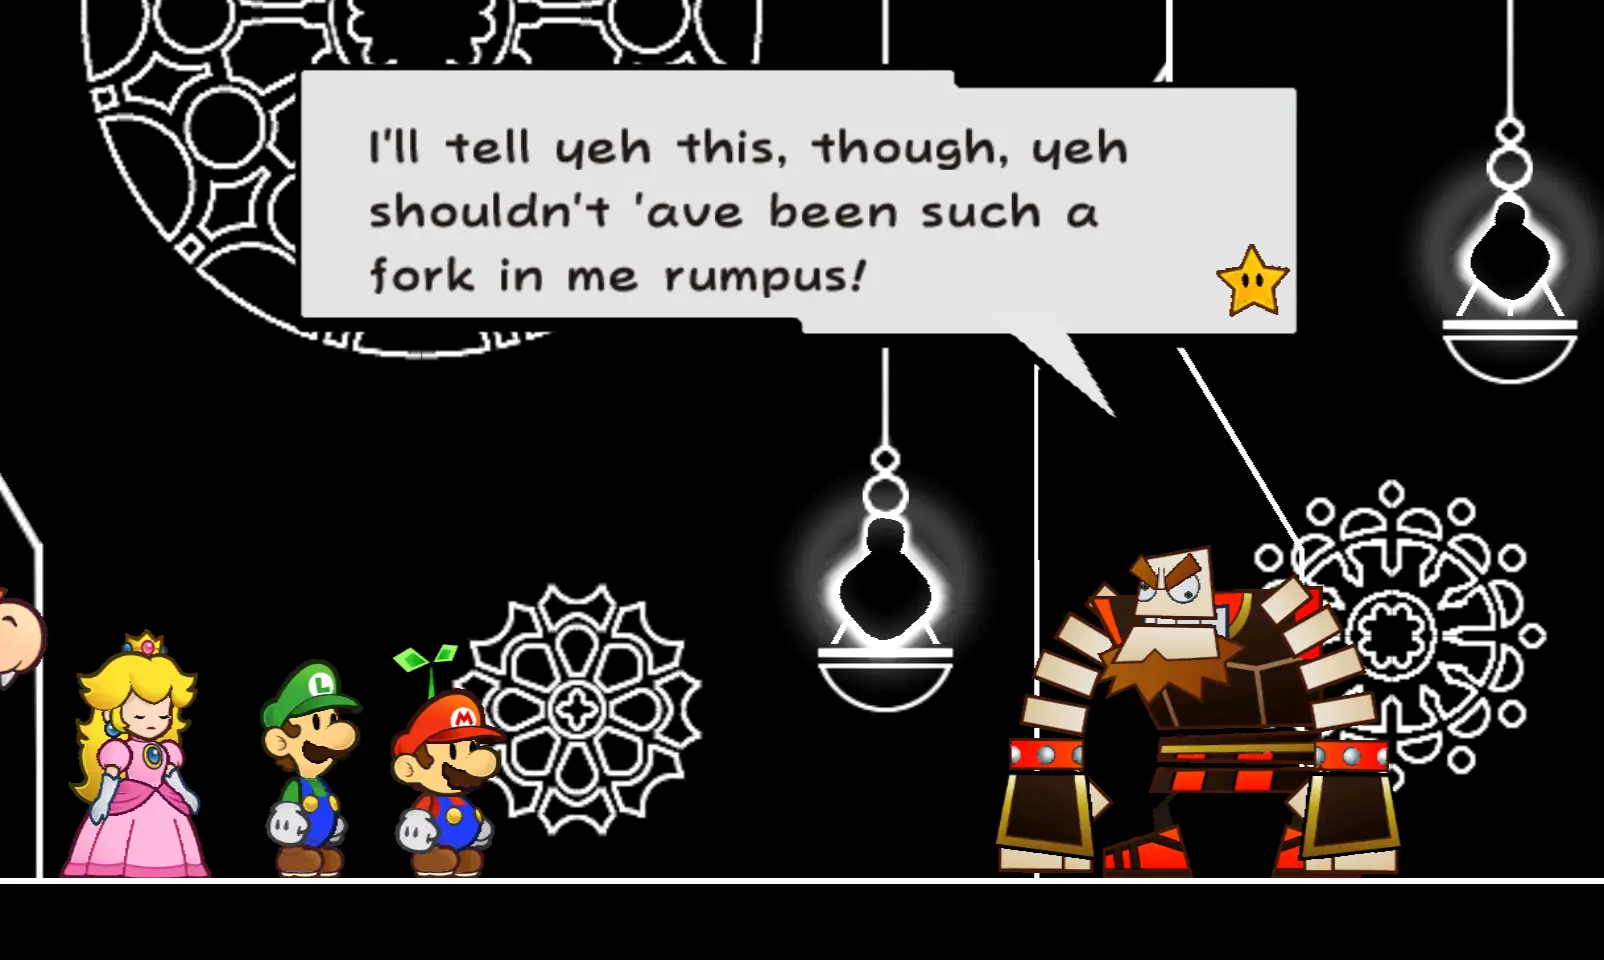 I'll tell yeh this, though, yeh
shouldn't 'ave been such a
fork in me rumpus!
L
M